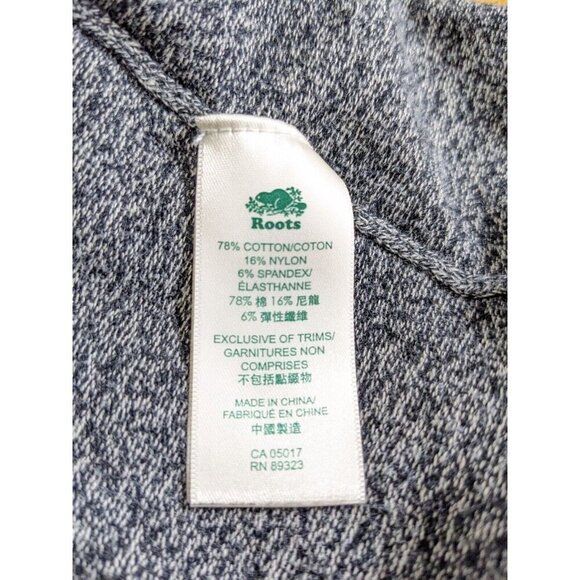 Roots
78% COTTON/COTON
16% NYLON
6% SPANDEX/
ÉLASTHANNE
78% 棉 16% 尼龍
6% 彈性纖維
EXCLUSIVE OF TRIMS/
GARNITURES NON
COMPRISES
不包括點綴物
MADE IN CHINA/
FABRIQUÉ EN CHINE
中國製造
CA 05017
RN 89323